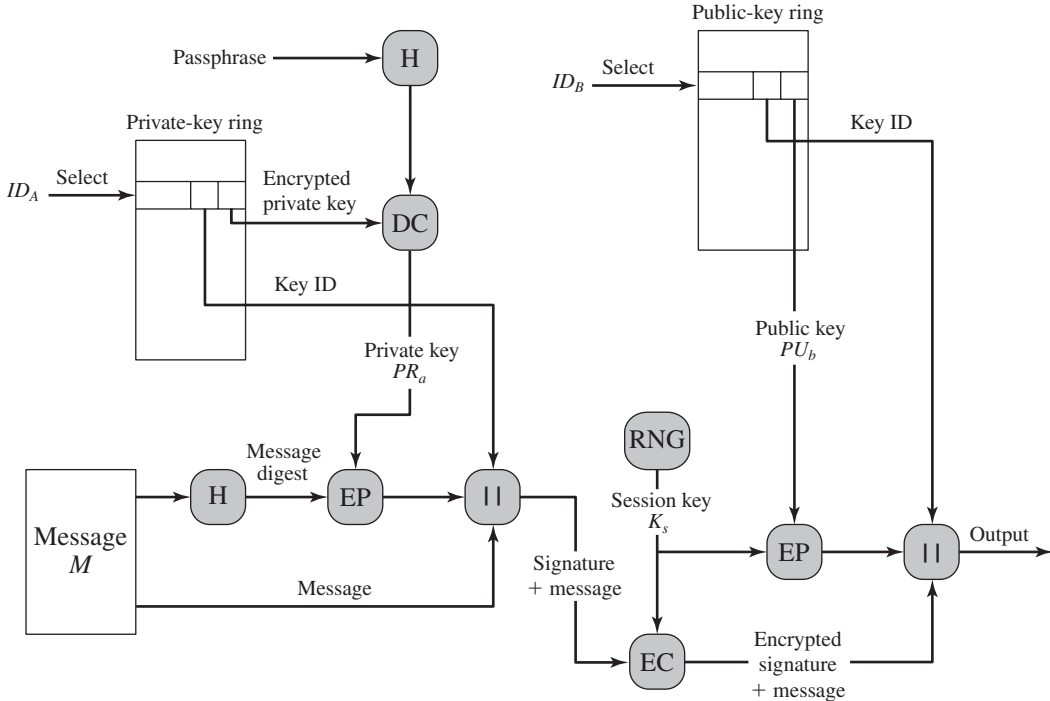 Public-key ring
Passphrase
H
ID_B
Select
Private-key ring
Key ID
ID_A
Select
Encrypted
private key
DC
Key ID
Public key
PU_b
Private key
PR_a
RNG
Message
digest
Session key
K_s
Message
M
H
EP
||
EP
||
Output
Signature
+ message
Message
EC
Encrypted
signature
+ message